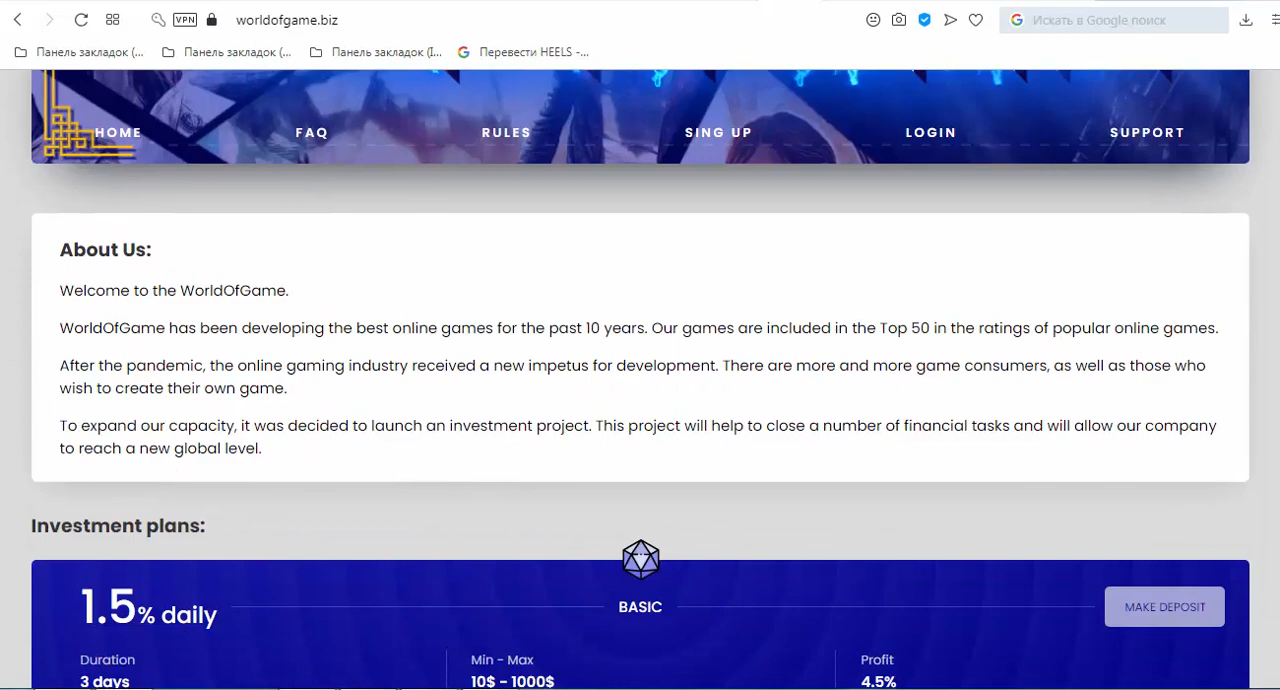 VPN worldofgame.biz Искать в Google поиск
Панель закладок (... Панель закладок (... Панель закладок (I... Перевести HEELS -...
HOME FAQ RULES SING UP LOGIN SUPPORT
About Us:
Welcome to the WorldOfGame.
WorldOfGame has been developing the best online games for the past 10 years. Our games are included in the Top 50 in the ratings of popular online games.
After the pandemic, the online gaming industry received a new impetus for development. There are more and more game consumers, as well as those who
wish to create their own game.
To expand our capacity, it was decided to launch an investment project. This project will help to close a number of financial tasks and will allow our company
to reach a new global level.
Investment plans:
1.5% daily BASIC MAKE DEPOSIT
Duration Min - Max Profit
3 days 10$ - 1000$ 4.5%